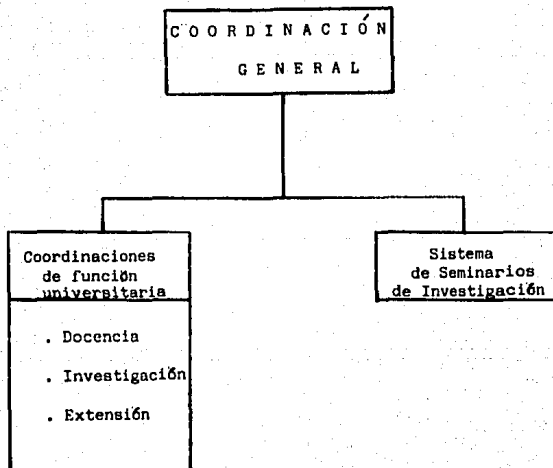 COORDINACIÓN
GENERAL
Coordinaciones
de función
universitaria
. Docencia
. Investigación
. Extensión
Sistema
de Seminarios
de Investigación